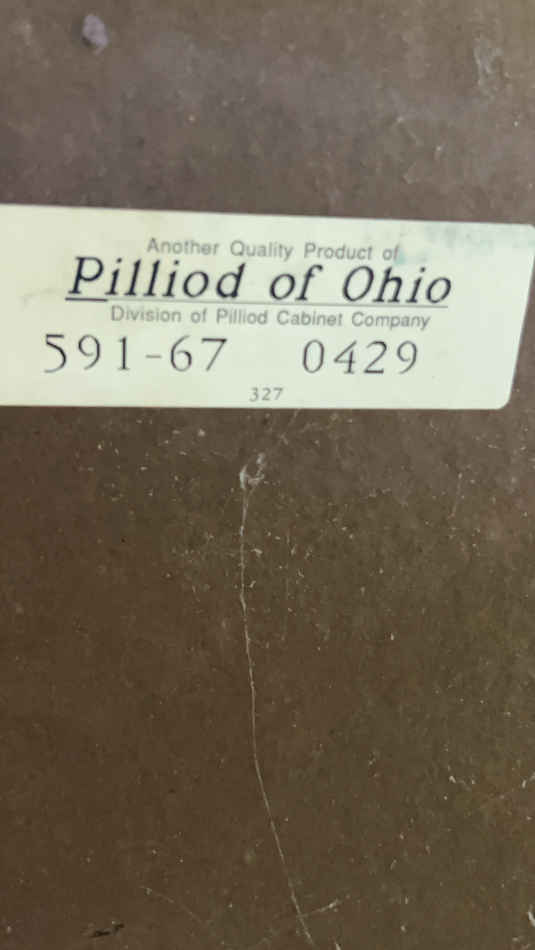 Another Quality Product of
Pilliod of Ohio
Division of Pilliod Cabinet Company
591-67 0429
327